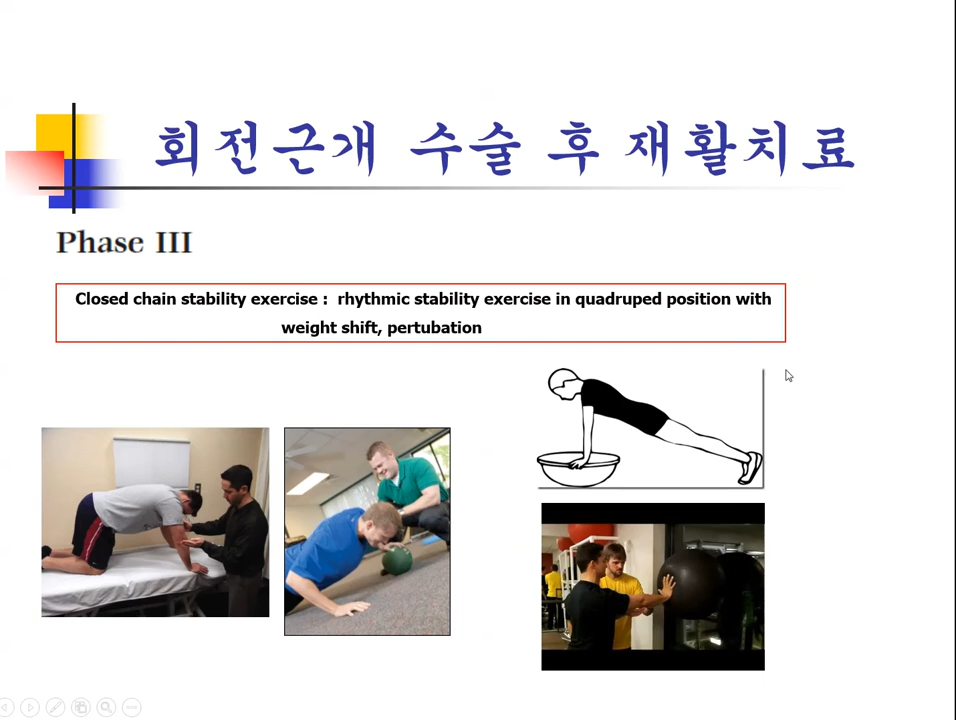 회전근개 수술 후 재활치료
Phase III
Closed chain stability exercise : rhythmic stability exercise in quadruped position with
weight shift, pertubation